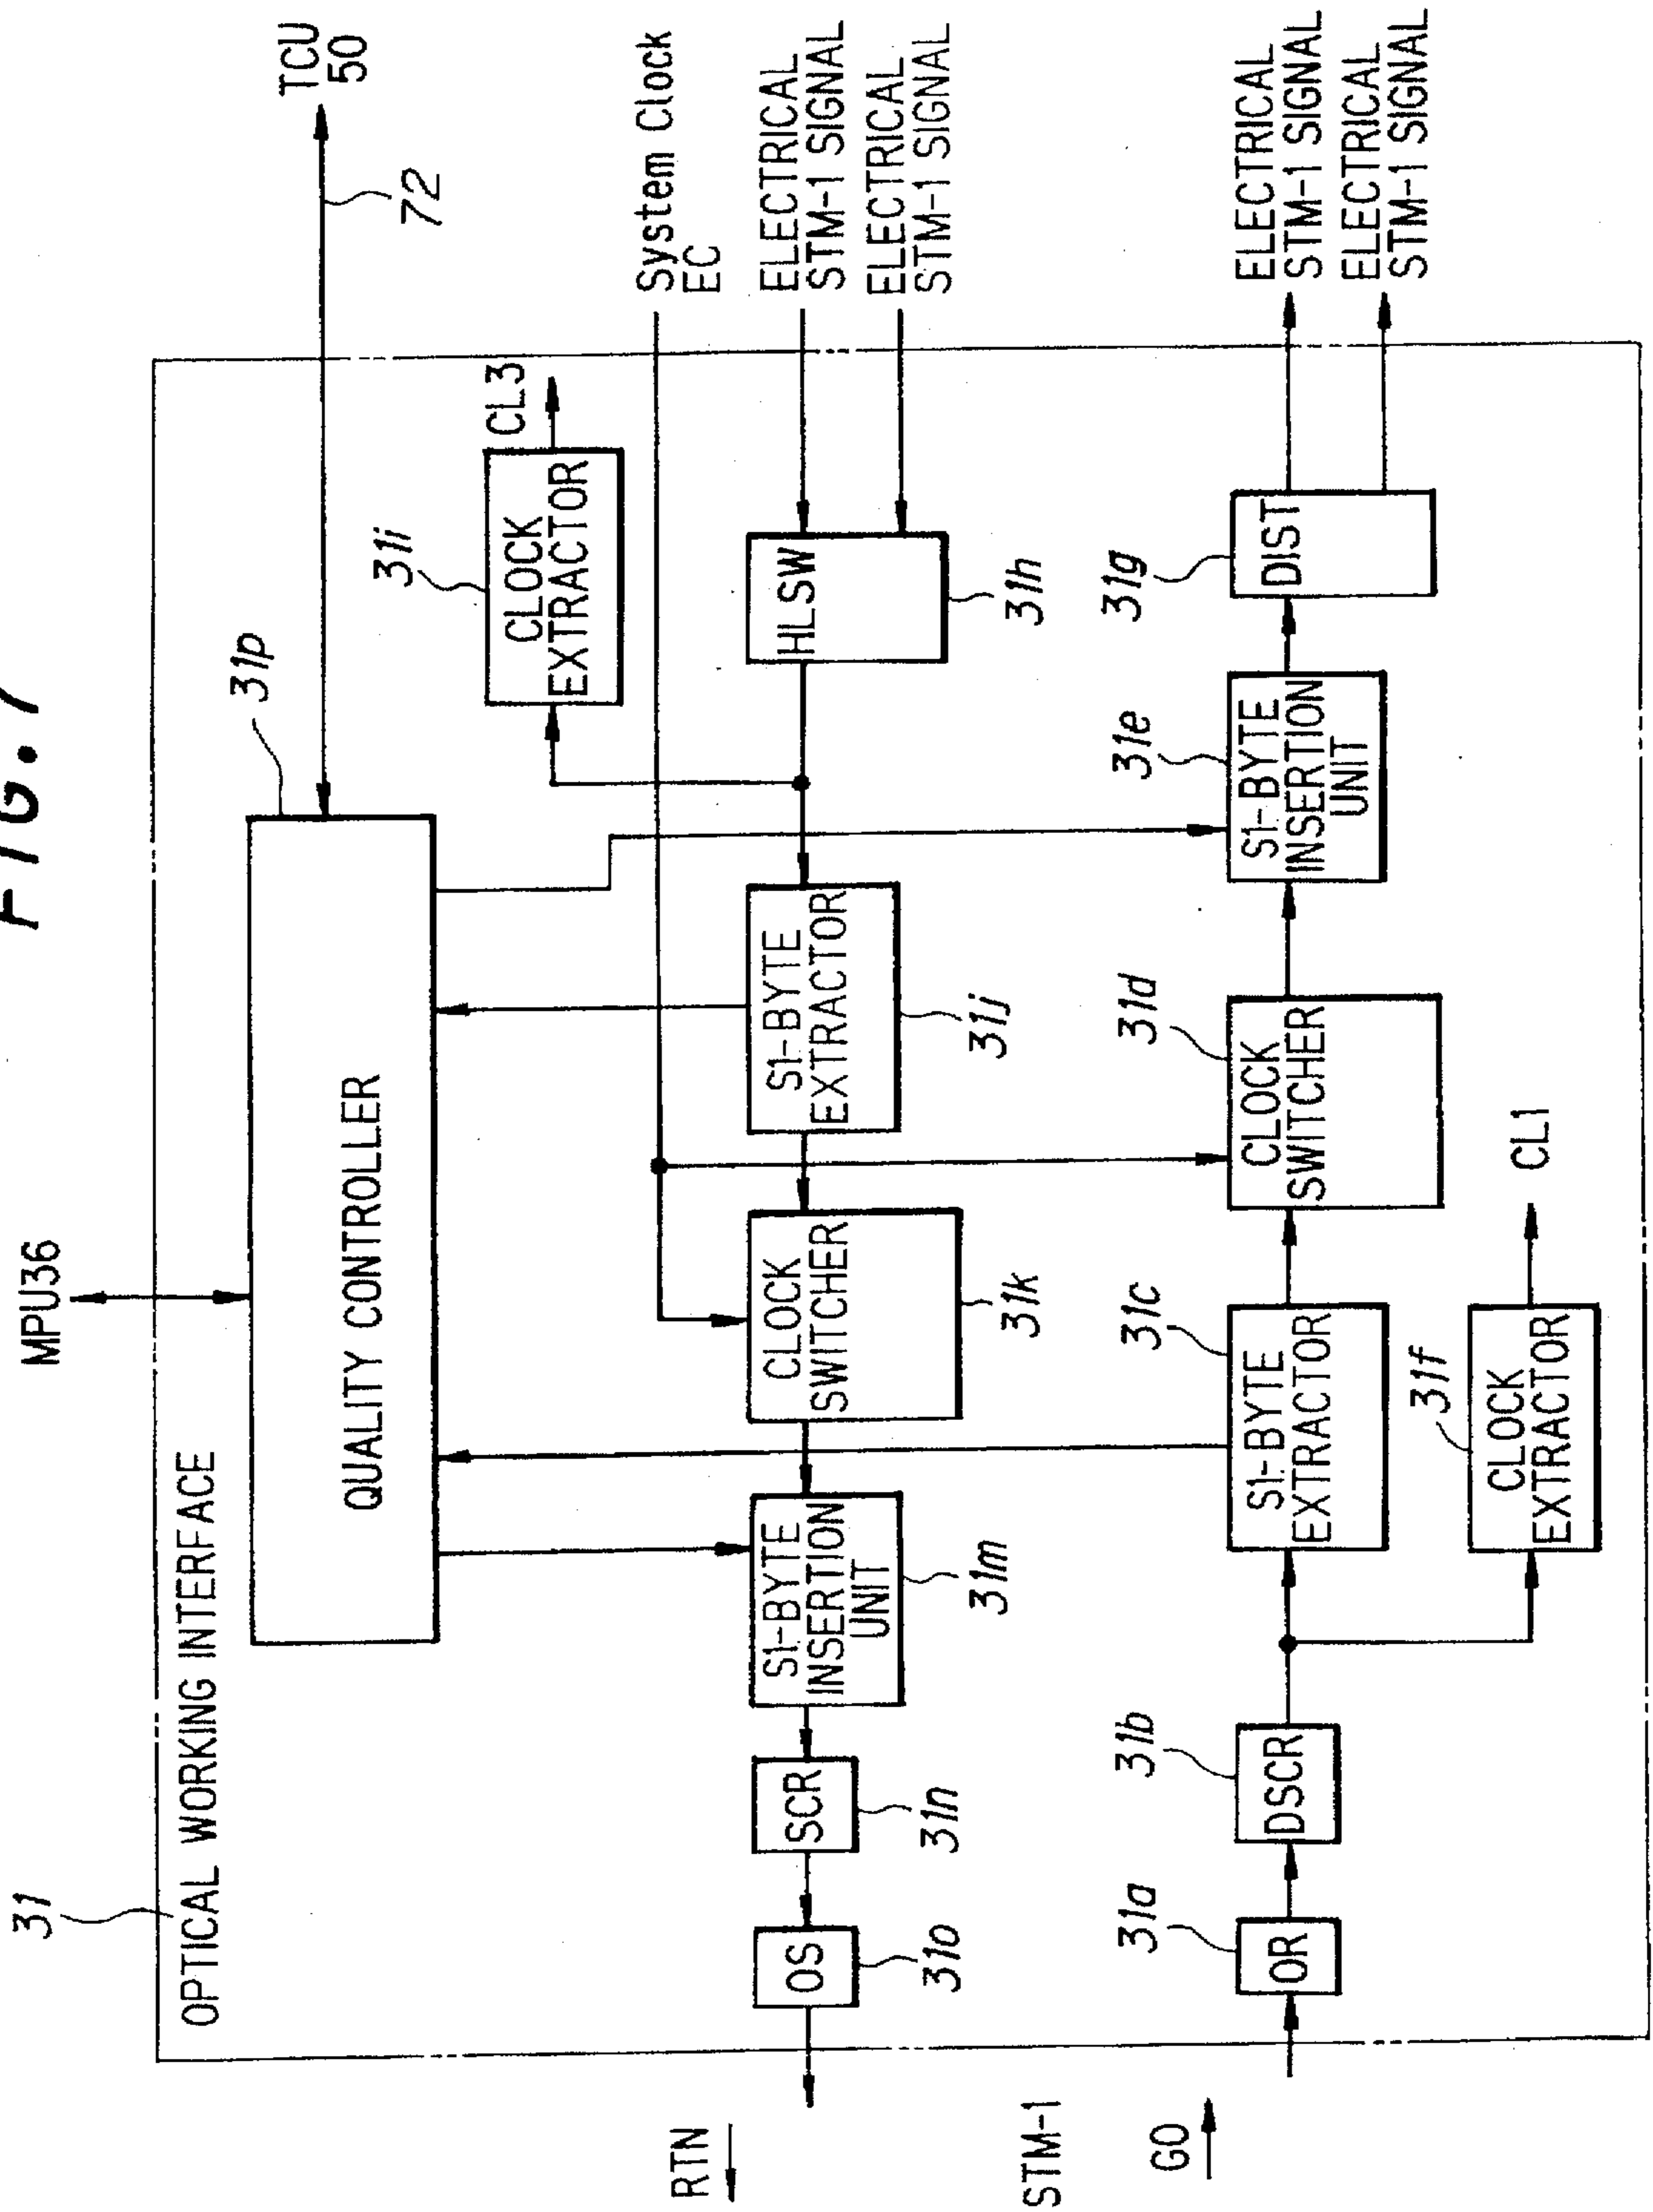 FIG. 7
31
MPU36
OPTICAL WORKING INTERFACE
QUALITY CONTROLLER
31p
TCU
50
72
31i
CLOCK
EXTRACTOR
CL3
System Clock
EC
RTN
OS
31o
SCR
31n
S1-BYTE
INSERTION
UNIT
31m
CLOCK
SWITCHER
31k
S1-BYTE
EXTRACTOR
31j
HLSW
31h
ELECTRICAL
STM-1 SIGNAL
ELECTRICAL
STM-1 SIGNAL
STM-1
GO
31a
OR
31b
DSCR
31c
S1-BYTE
EXTRACTOR
31d
CLOCK
SWITCHER
31e
S1-BYTE
INSERTION
UNIT
31g
DIST
ELECTRICAL
STM-1 SIGNAL
ELECTRICAL
STM-1 SIGNAL
31f
CLOCK
EXTRACTOR
CL1